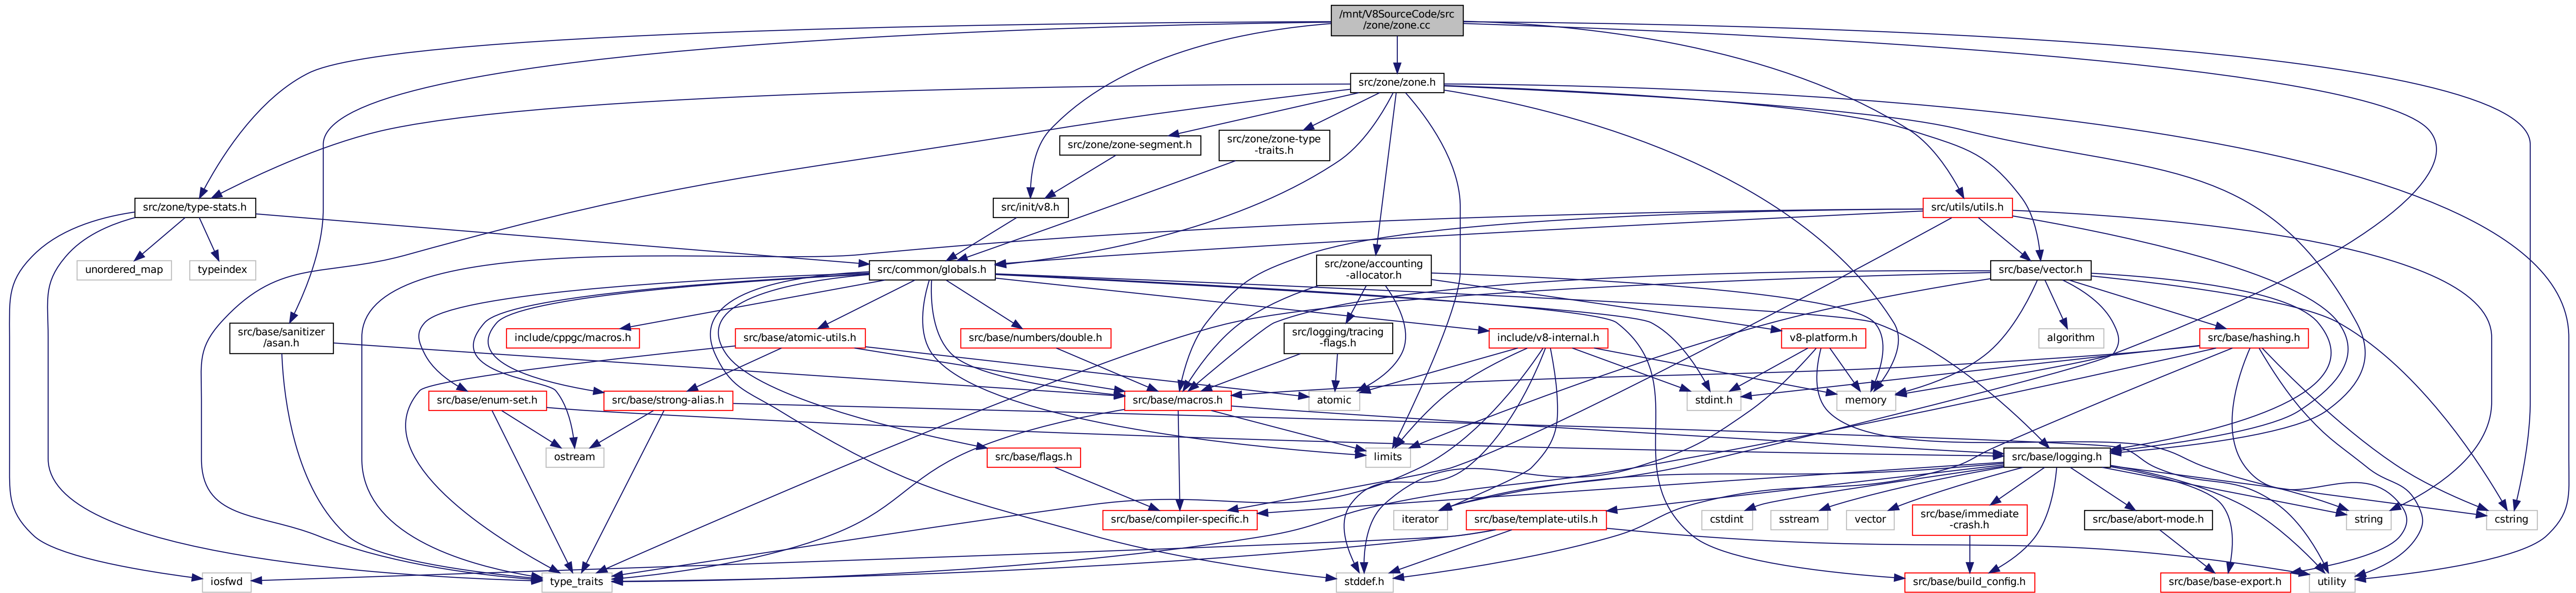 /mnt/V8SourceCode/src
/zone/zone.cc
src/zone/zone.h
src/zone/zone-segment.h
src/zone/zone-type
-traits.h
src/zone/type-stats.h
src/init/v8.h
src/utils/utils.h
unordered_map
typeindex
src/common/globals.h
src/zone/accounting
-allocator.h
src/base/vector.h
src/base/sanitizer
/asan.h
include/cppgc/macros.h
src/base/atomic-utils.h
src/base/numbers/double.h
src/logging/tracing
-flags.h
include/v8-internal.h
v8-platform.h
algorithm
src/base/hashing.h
src/base/enum-set.h
src/base/strong-alias.h
src/base/macros.h
atomic
stdint.h
memory
ostream
src/base/flags.h
limits
src/base/logging.h
src/base/compiler-specific.h
iterator
src/base/template-utils.h
cstdint
sstream
vector
src/base/immediate
-crash.h
src/base/abort-mode.h
string
cstring
iosfwd
type_traits
stddef.h
src/base/build_config.h
src/base/base-export.h
utility